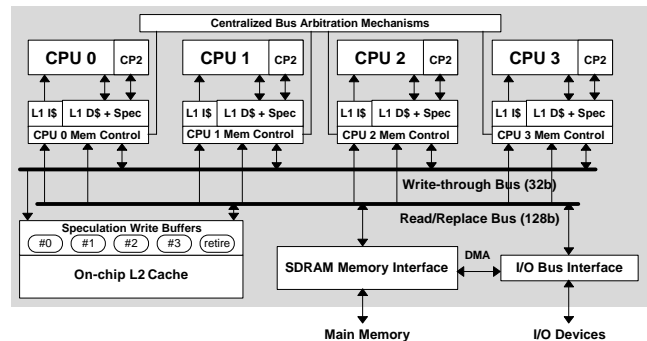 Centralized Bus Arbitration Mechanisms
CPU 0 CP2 CPU 1 CP2 CPU 2 CP2 CPU 3 CP2
L1 I$ L1 D$ + Spec L1 I$ L1 D$ + Spec L1 I$ L1 D$ + Spec L1 I$ L1 D$ + Spec
CPU 0 Mem Control CPU 1 Mem Control CPU 2 Mem Control CPU 3 Mem Control
Write-through Bus (32b)
Read/Replace Bus (128b)
Speculation Write Buffers
#0 #1 #2 #3 retire
On-chip L2 Cache
SDRAM Memory Interface
DMA
I/O Bus Interface
Main Memory
I/O Devices